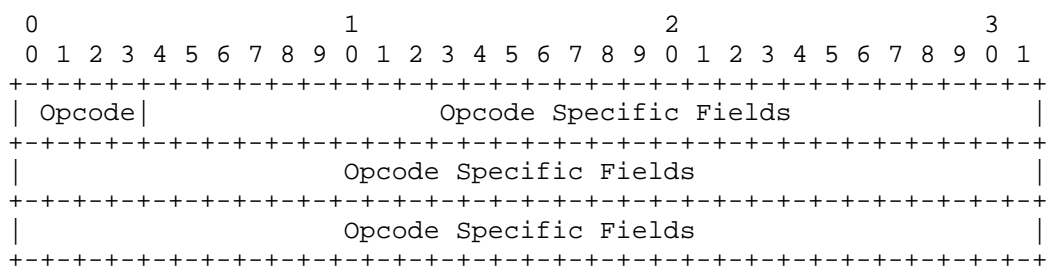 0                   1                   2                   3
 0 1 2 3 4 5 6 7 8 9 0 1 2 3 4 5 6 7 8 9 0 1 2 3 4 5 6 7 8 9 0 1
+-+-+-+-+-+-+-+-+-+-+-+-+-+-+-+-+-+-+-+-+-+-+-+-+-+-+-+-+-+-+-+-+
| Opcode|                  Opcode Specific Fields               |
+-+-+-+-+-+-+-+-+-+-+-+-+-+-+-+-+-+-+-+-+-+-+-+-+-+-+-+-+-+-+-+-+
|                    Opcode Specific Fields                     |
+-+-+-+-+-+-+-+-+-+-+-+-+-+-+-+-+-+-+-+-+-+-+-+-+-+-+-+-+-+-+-+-+
|                    Opcode Specific Fields                     |
+-+-+-+-+-+-+-+-+-+-+-+-+-+-+-+-+-+-+-+-+-+-+-+-+-+-+-+-+-+-+-+-+